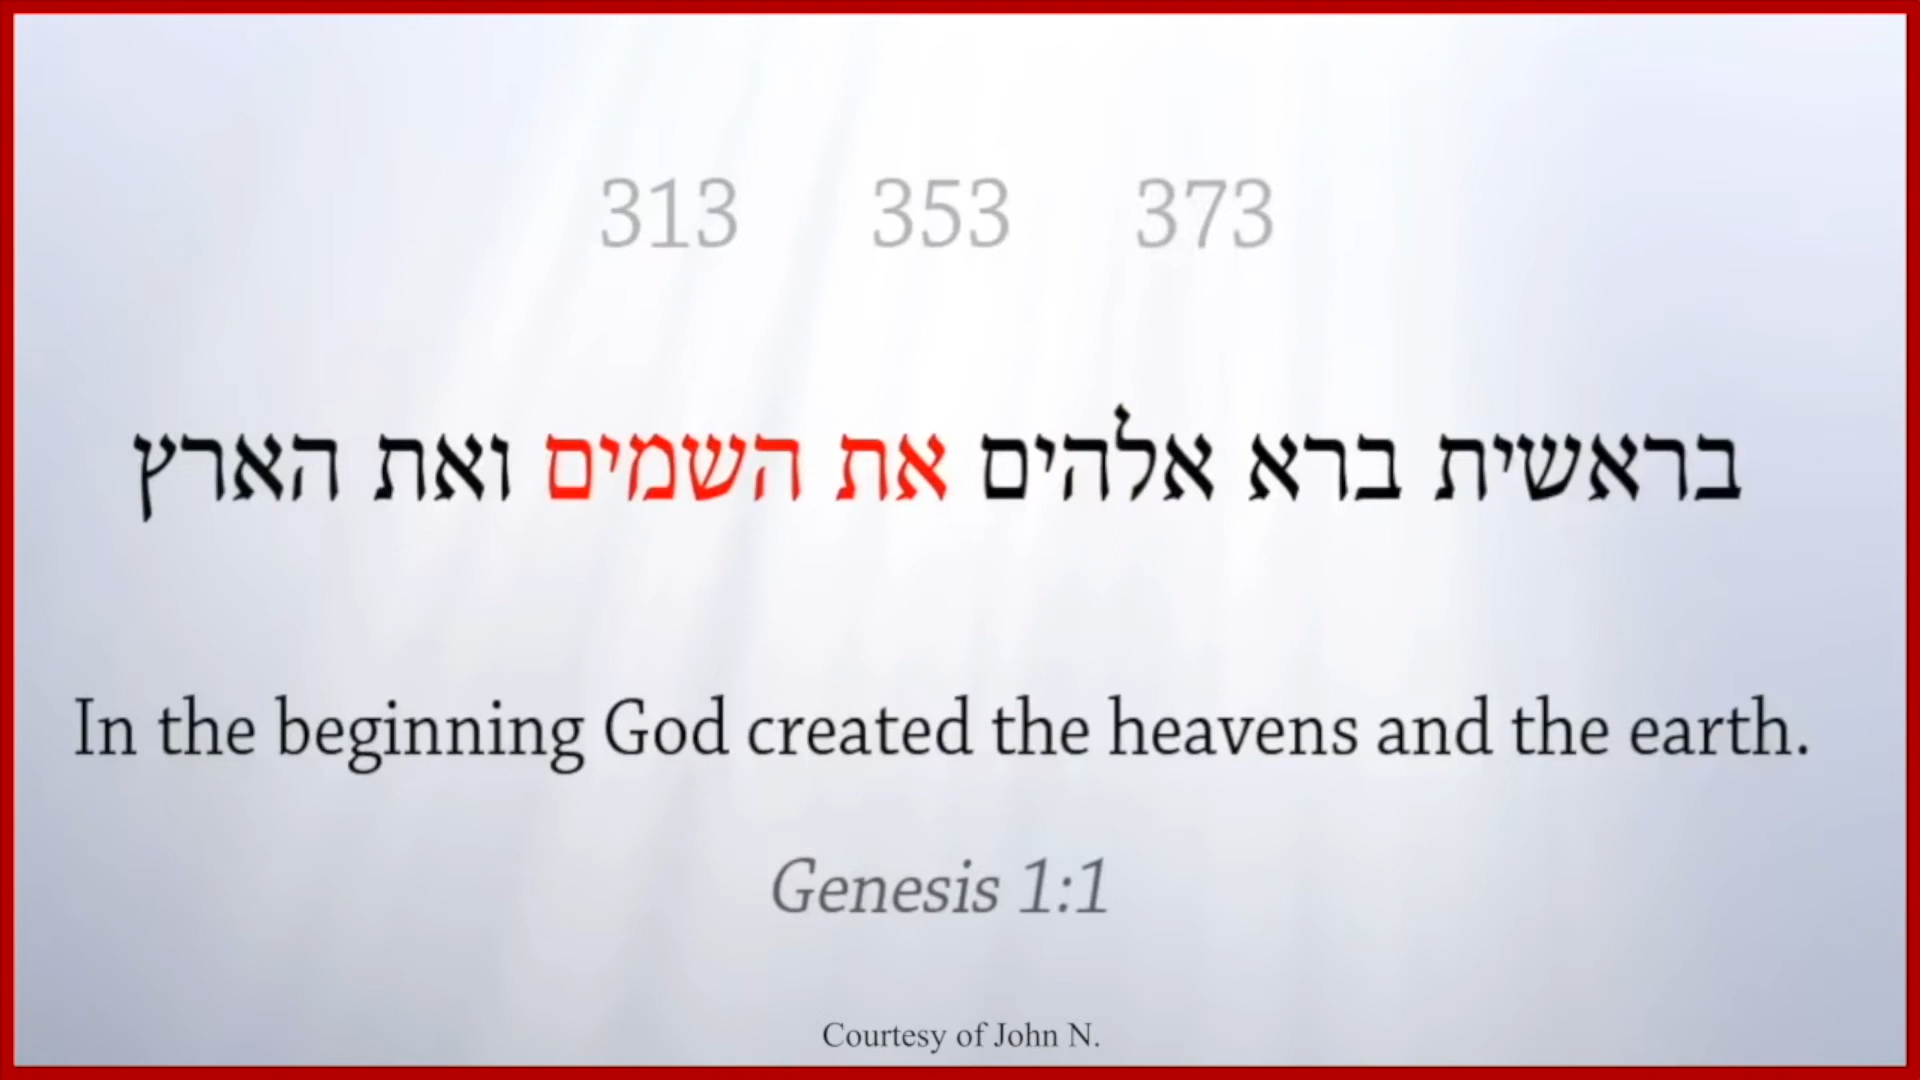 313 353 373
בראשית ברא אלהים את השמים ואת הארץ
In the beginning God created the heavens and the earth.
Genesis 1:1
Courtesy of John N.